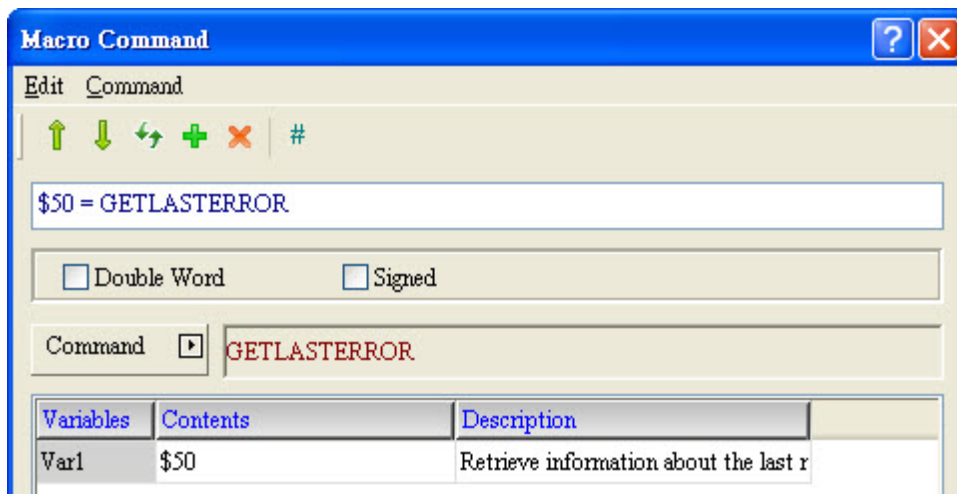 Macro Command
Edit Command
#
$50 = GETLASTERROR
Double Word Signed
Command GETLASTERROR
Variables Contents Description
Var1 $50 Retrieve information about the last r